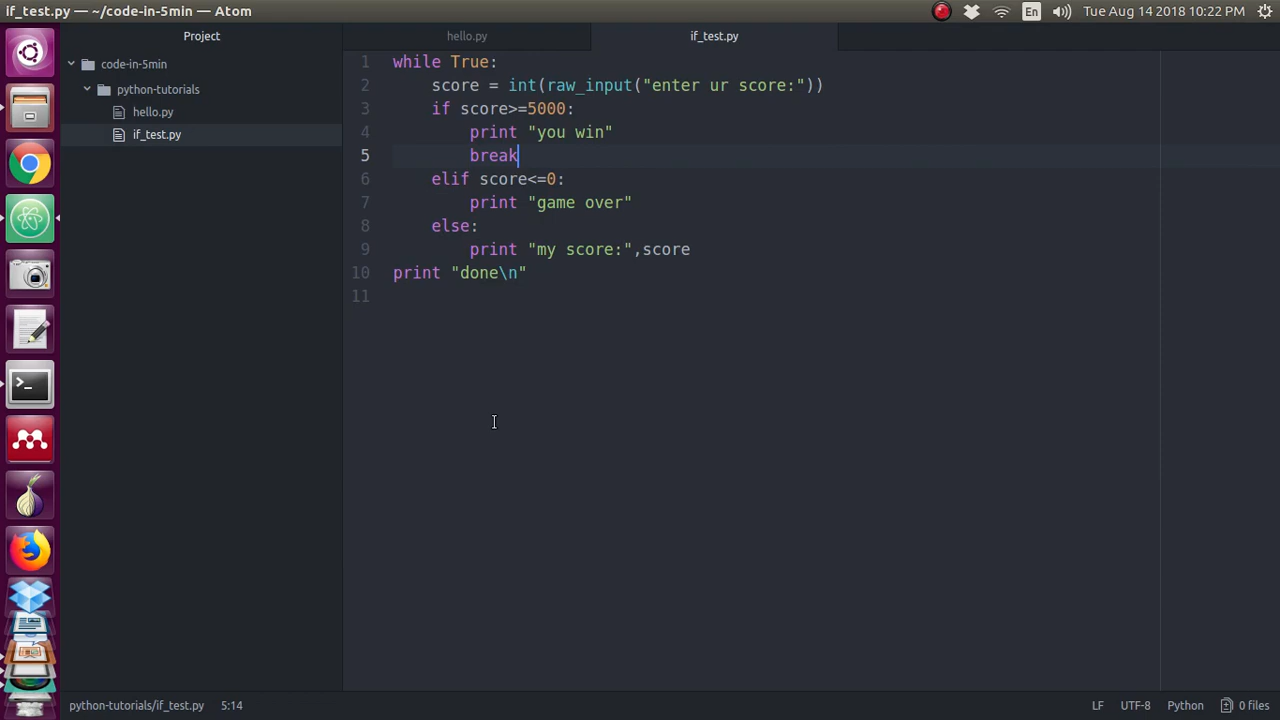 if_test.py — ~/code-in-5min — Atom
En
Tue Aug 14 2018 10:22 PM
Project
hello.py
if_test.py
code-in-5min
python-tutorials
hello.py
if_test.py
1 while True:
2 score = int(raw_input("enter ur score:"))
3 if score>=5000:
4 print "you win"
5 break
6 elif score<=0:
7 print "game over"
8 else:
9 print "my score:",score
10 print "done\n"
11
>_
python-tutorials/if_test.py 5:14
LF UTF-8 Python 0 files